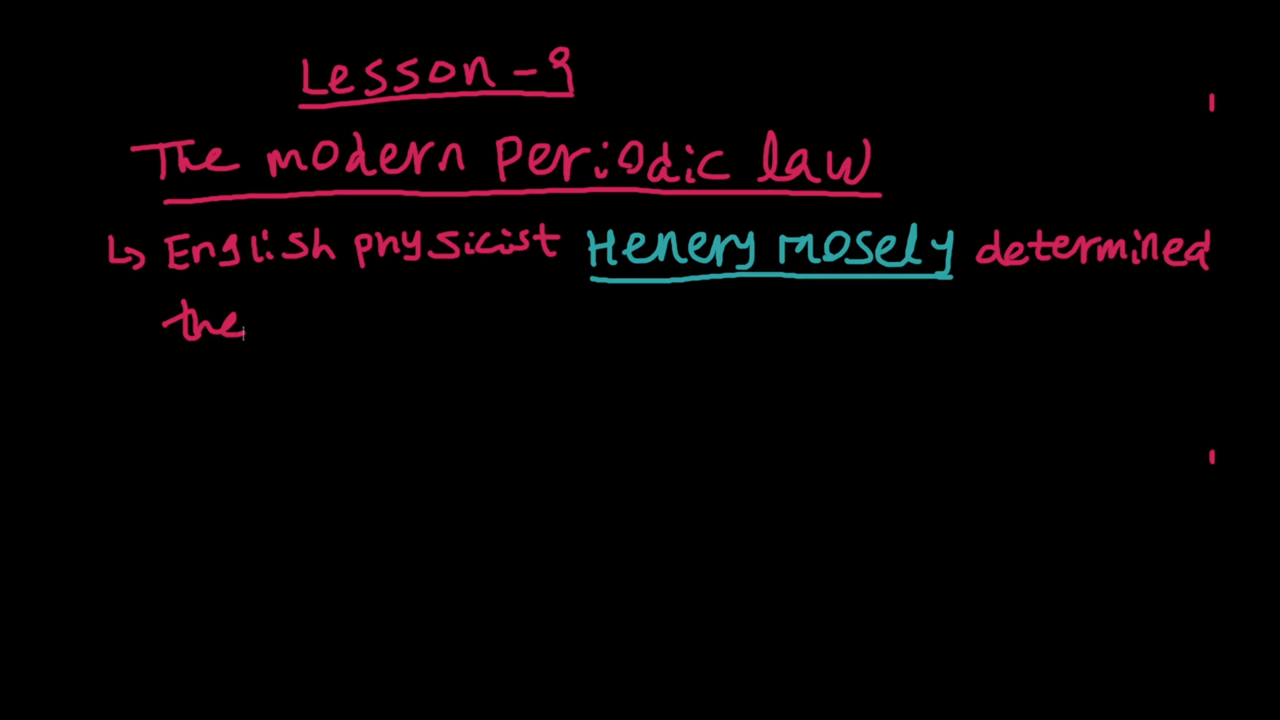 Lesson - 9
The modern periodic law
↳ English physicist Henery mosely determined
the